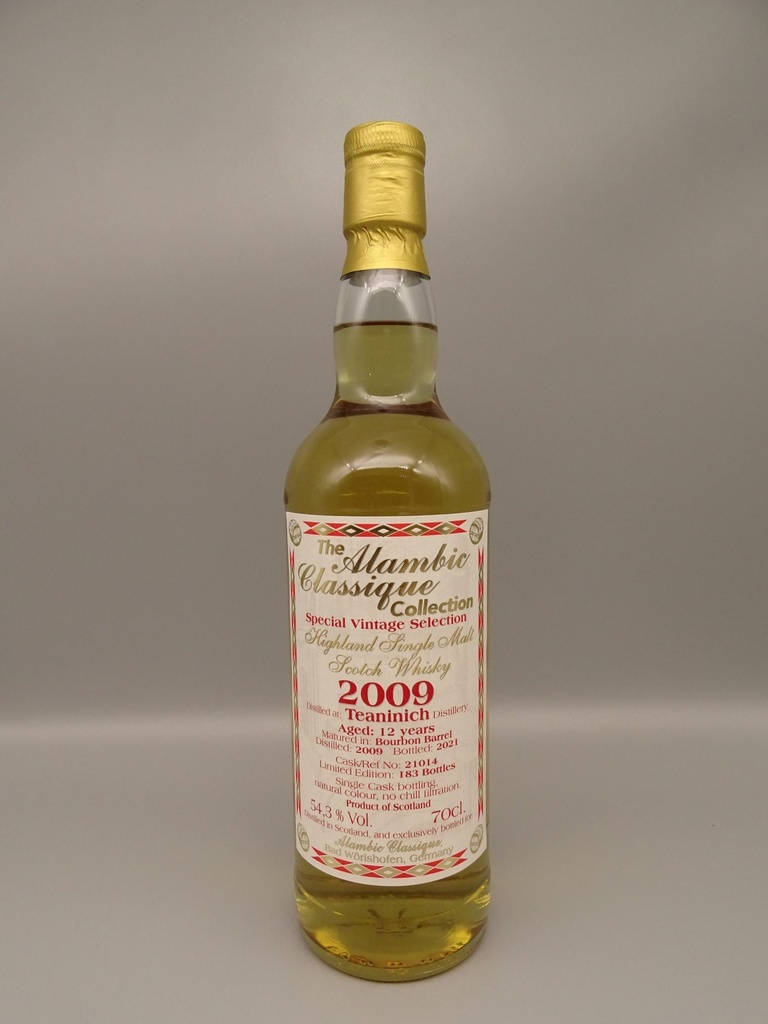 The Alambic
Classique
Collection
Special Vintage Selection
Highland Single Malt
Scotch Whisky
2009
Distilled at: Teaninich Distillery
Aged: 12 years
Matured in: Bourbon Barrel
Distilled: 2009 Bottled: 2021
Cask/Ref No: 21014
Limited Edition: 183 Bottles
Single Cask bottling,
natural colour, no chill filtration.
Product of Scotland
54,3 % Vol. 70cl.
Distilled in Scotland, and exclusively bottled for
Alambic Classique,
Bad Wörishofen, Germany